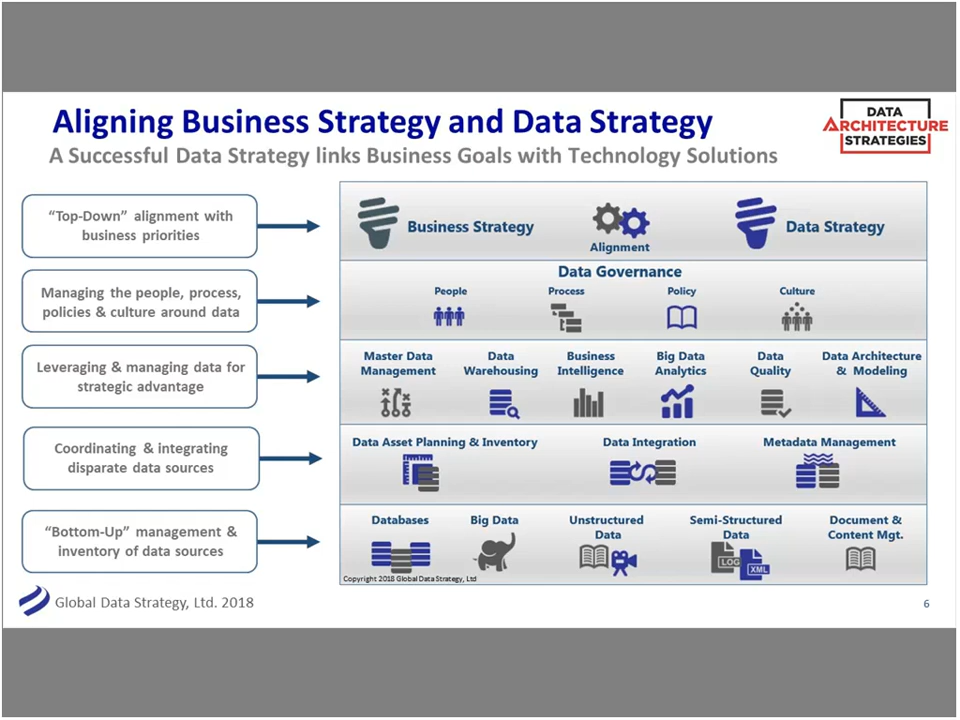 Aligning Business Strategy and Data Strategy
A Successful Data Strategy links Business Goals with Technology Solutions
DATA
ARCHITECTURE
STRATEGIES
“Top-Down” alignment with
business priorities
Business Strategy
Alignment
Data Strategy
Managing the people, process,
policies & culture around data
Data Governance
People
Process
Policy
Culture
Leveraging & managing data for
strategic advantage
Master Data
Management
Data
Warehousing
Business
Intelligence
Big Data
Analytics
Data
Quality
Data Architecture
& Modeling
Coordinating & integrating
disparate data sources
Data Asset Planning & Inventory
Data Integration
Metadata Management
“Bottom-Up” management &
inventory of data sources
Databases
Big Data
Unstructured
Data
Semi-Structured
Data
LOG
XML
Document &
Content Mgt.
Copyright 2018 Global Data Strategy, Ltd
Global Data Strategy, Ltd. 2018
6